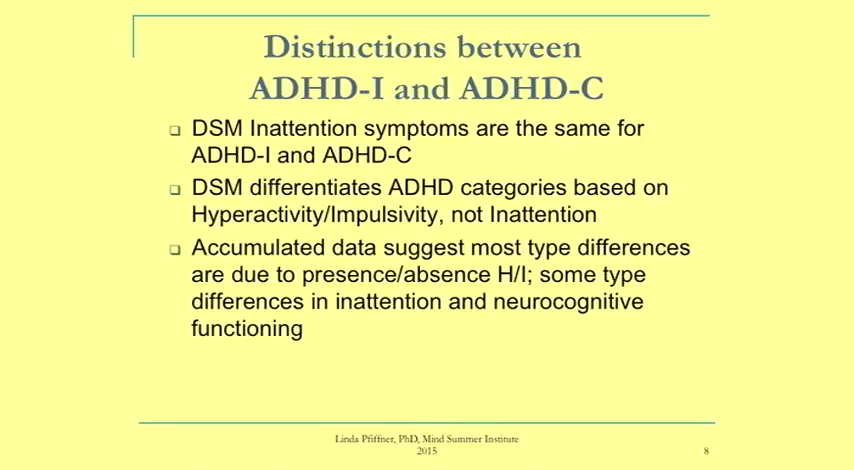 Distinctions between
ADHD-I and ADHD-C
DSM Inattention symptoms are the same for
ADHD-I and ADHD-C
DSM differentiates ADHD categories based on
Hyperactivity/Impulsivity, not Inattention
Accumulated data suggest most type differences
are due to presence/absence H/I; some type
differences in inattention and neurocognitive
functioning
Linda Pfiffner, PhD, Mind Summer Institute
2015
8